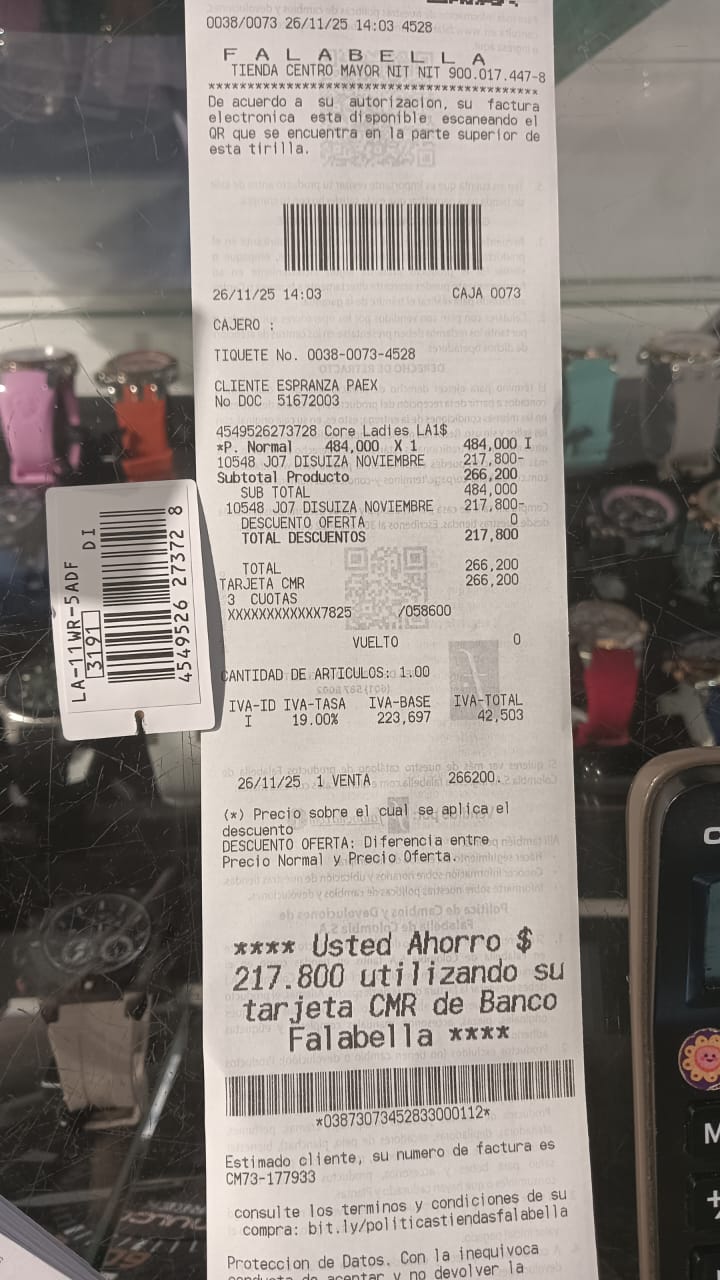 0038/0073 26/11/25 14:03 4528
F A L A B E L L A
TIENDA CENTRO MAYOR NIT NIT 900.017.447-8
****************************************
De acuerdo a su autorizacion, su factura
electronica esta disponible, escaneando el
QR que se encuentra en la parte superior de
esta tirilla.
26/11/25 14:03 CAJA 0073
CAJERO :
TIQUETE No. 0038-0073-4528
CLIENTE ESPRANZA PAEX
No DOC 51672003
4549526273728 Core Ladies LA1$
*P. Normal 484,000 X 1 484,000 I
10548 J07 DISUIZA NOVIEMBRE 217,800-
Subtotal Producto 266,200
SUB TOTAL 484,000
10548 J07 DISUIZA NOVIEMBRE 217,800-
DESCUENTO OFERTA 0
TOTAL DESCUENTOS 217,800
TOTAL 266,200
TARJETA CMR 266,200
3 CUOTAS
XXXXXXXXXXXX7825 /058600
VUELTO 0
CANTIDAD DE ARTICULOS: 1.00
IVA-ID IVA-TASA IVA-BASE IVA-TOTAL
I 19.00% 223,697 42,503
26/11/25 1 VENTA 266200.
(*) Precio sobre el cual se aplica el
descuento
DESCUENTO OFERTA: Diferencia entre
Precio Normal y Precio Oferta.
**** Usted Ahorro $
217.800 utilizando su
tarjeta CMR de Banco
Falabella ****
*03873073452833000112*
Estimado cliente, su numero de factura es
CM73-177933
consulte los terminos y condiciones de su
compra: bit.ly/politicastiendasfalabella
Proteccion de Datos. Con la inequivoca
conducta de aceptar y no devolver la
LA-11WR-5ADF DI
3191
4549526 27372 8